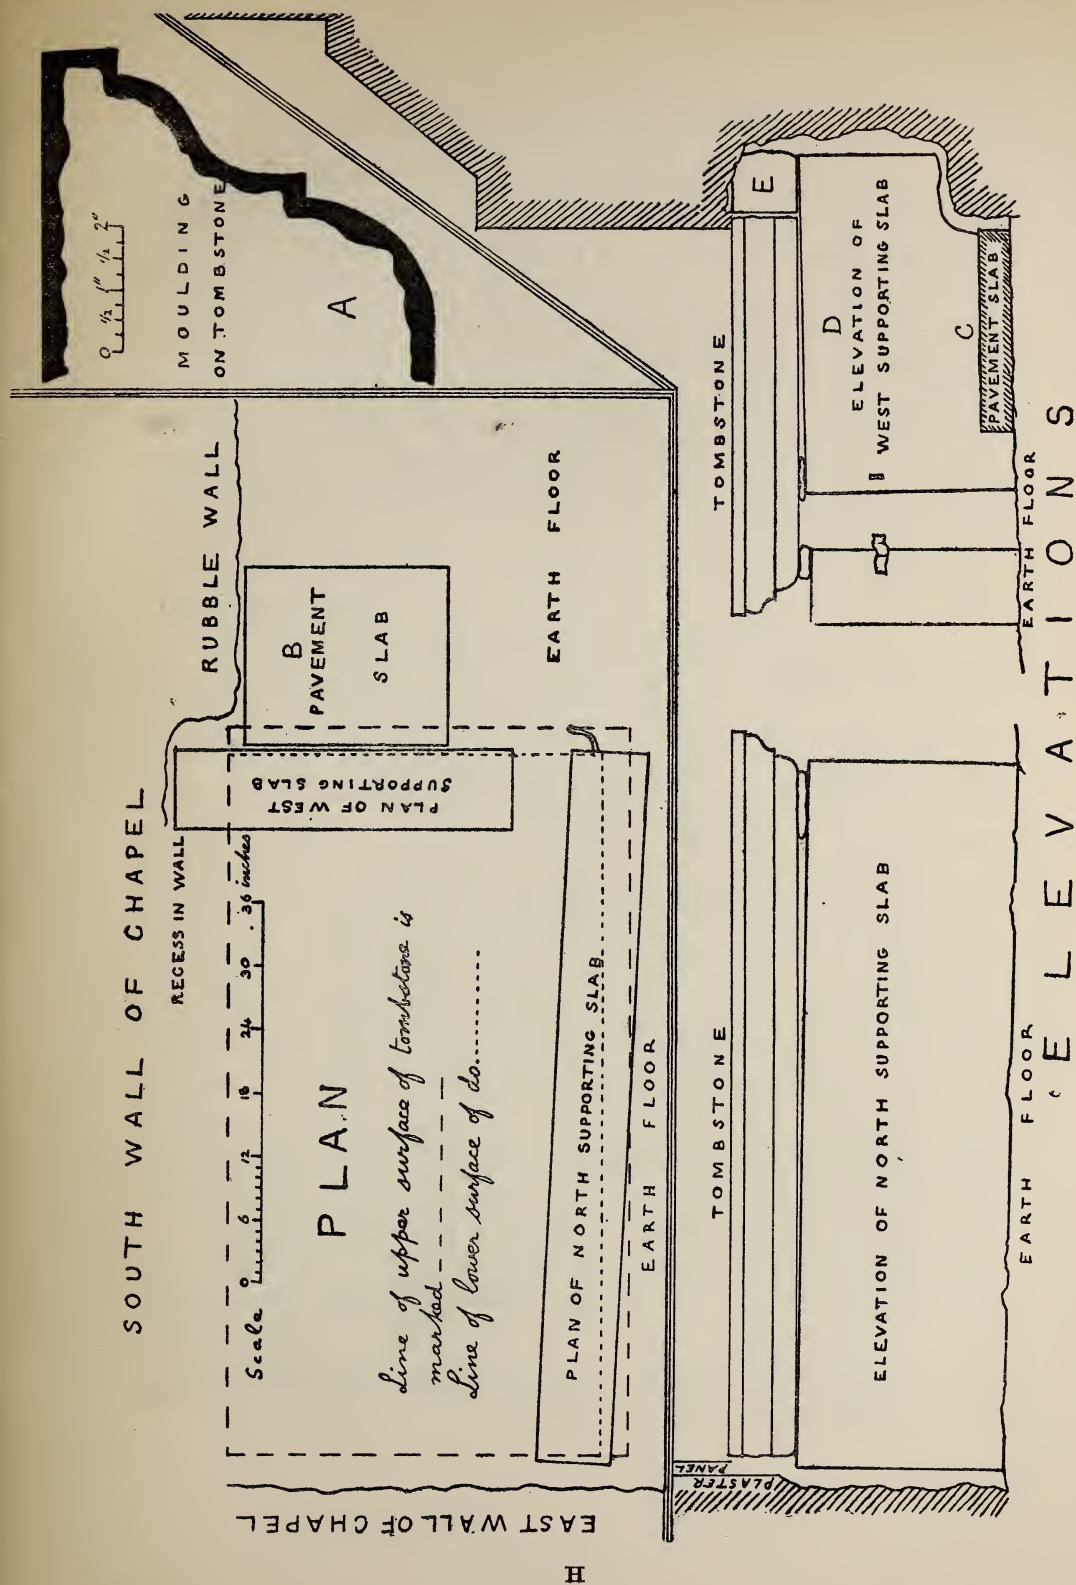 SOUTH WALL OF CHAPEL
RECESS IN WALL
RUBBLE WALL
Scale 0 6 12 18 24 30 36 inches
PLAN
Line of upper surface of tombstone is
marked – – – – –
Line of lower surface of do..............
PLAN OF WEST
SUPPORTING SLAB
B
PAVEMENT
SLAB
EARTH FLOOR
PLAN OF NORTH SUPPORTING SLAB
EARTH FLOOR
EAST WALL OF CHAPEL
0 ½ 1" ½ 2"
MOULDING
ON TOMBSTONE
A
TOMBSTONE
PLASTER
PANEL
ELEVATION OF NORTH SUPPORTING SLAB
EARTH FLOOR
TOMBSTONE
E
D
ELEVATION OF
WEST SUPPORTING SLAB
C
PAVEMENT SLAB
EARTH FLOOR
ELEVATIONS
H